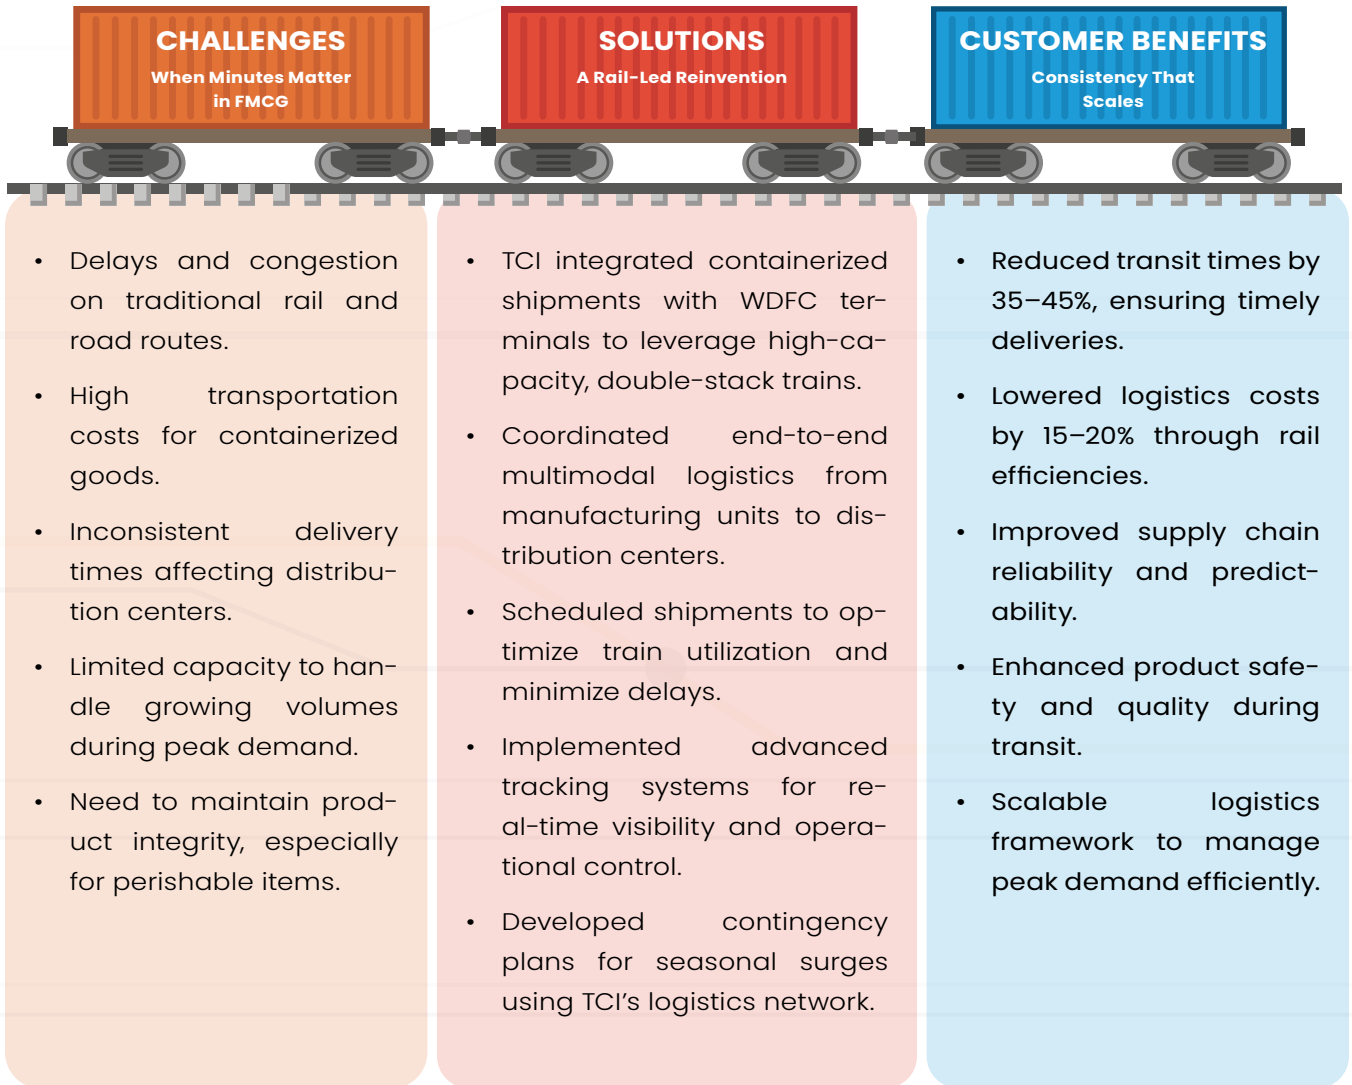 CHALLENGES
When Minutes Matter
in FMCG
• Delays and congestion
on traditional rail and
road routes.
• High transportation
costs for containerized
goods.
• Inconsistent delivery
times affecting distribu-
tion centers.
• Limited capacity to han-
dle growing volumes
during peak demand.
• Need to maintain prod-
uct integrity, especially
for perishable items.
SOLUTIONS
A Rail-Led Reinvention
• TCI integrated containerized
shipments with WDFC ter-
minals to leverage high-ca-
pacity, double-stack trains.
• Coordinated end-to-end
multimodal logistics from
manufacturing units to dis-
tribution centers.
• Scheduled shipments to op-
timize train utilization and
minimize delays.
• Implemented advanced
tracking systems for re-
al-time visibility and opera-
tional control.
• Developed contingency
plans for seasonal surges
using TCI’s logistics network.
CUSTOMER BENEFITS
Consistency That
Scales
• Reduced transit times by
35–45%, ensuring timely
deliveries.
• Lowered logistics costs
by 15–20% through rail
efficiencies.
• Improved supply chain
reliability and predict-
ability.
• Enhanced product safe-
ty and quality during
transit.
• Scalable logistics
framework to manage
peak demand efficiently.